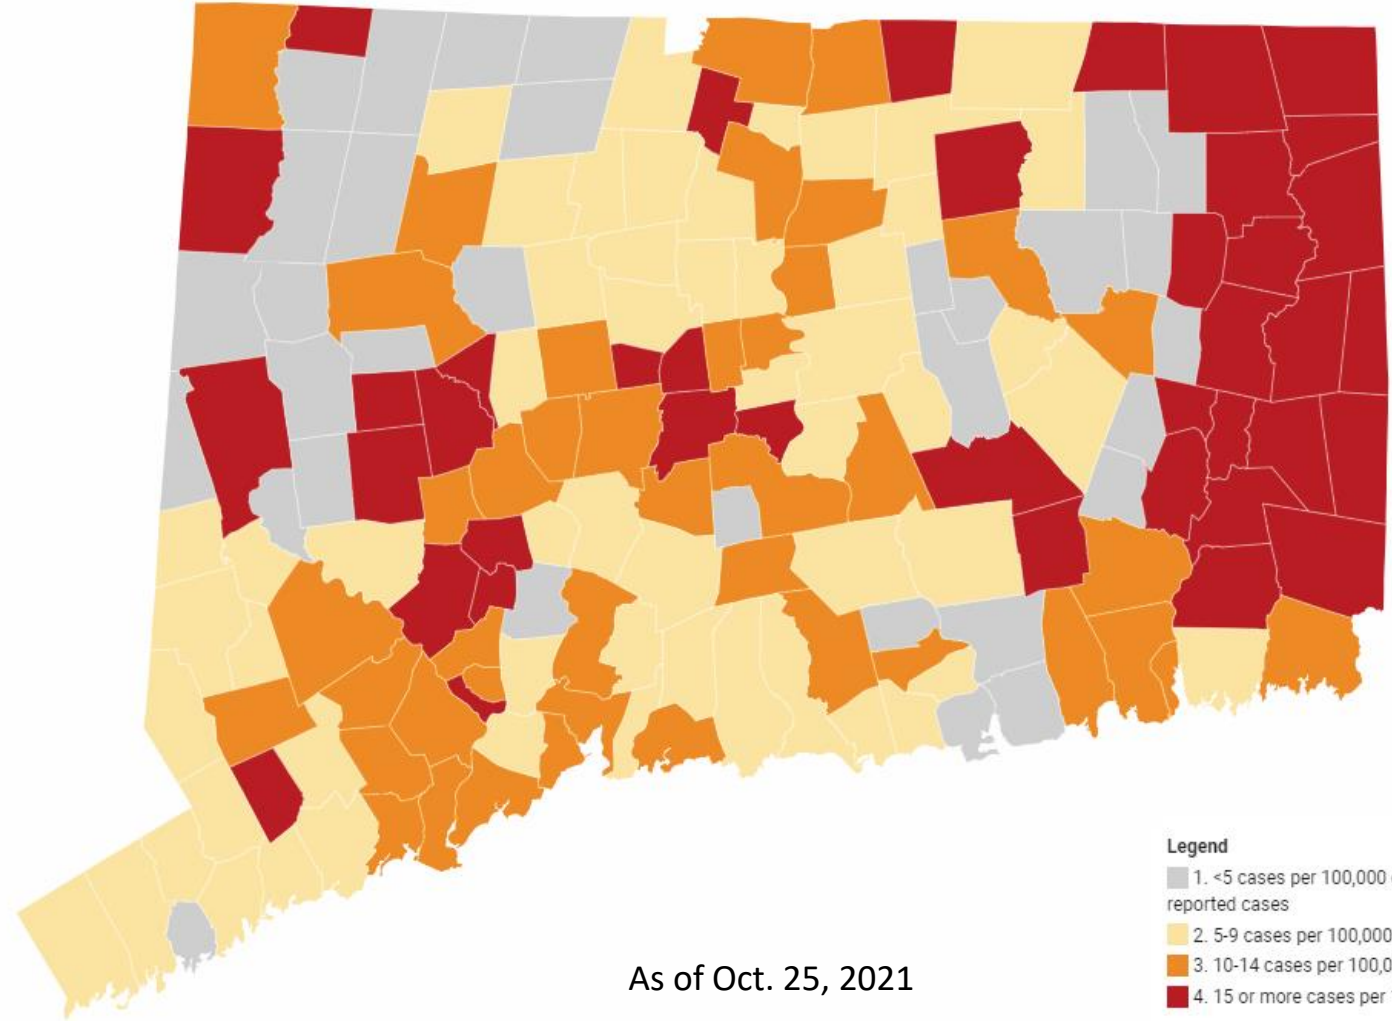 Legend
1. <5 cases per 100,000
reported cases
2. 5-9 cases per 100,000
3. 10-14 cases per 100,0
4. 15 or more cases per
As of Oct. 25, 2021